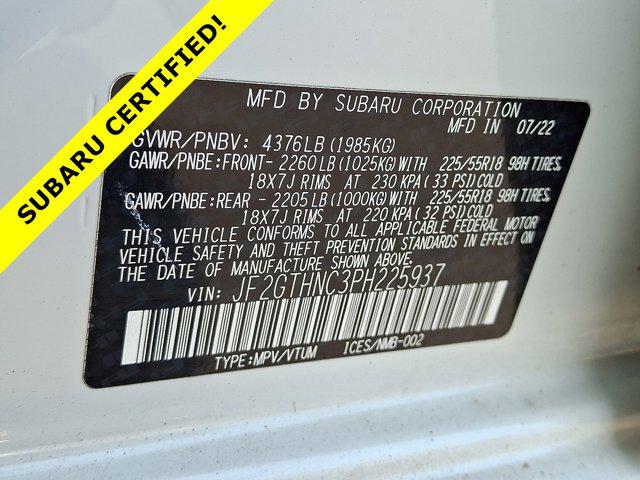 SUBARU CERTIFIED!
MFD BY SUBARU CORPORATION
MFD IN 07/22
GVWR/PNBV: 4376LB(1985KG)
GAWR/PNBE:FRONT- 2260LB(1025KG)WITH 225/55R18 98H TIRES,
18X7J RIMS AT 230 KPA(33 PSI)COLD
GAWR/PNBE:REAR - 2205LB(1000KG)WITH 225/55R18 98H TIRES,
18X7J RIMS AT 220 KPA(32 PSI)COLD
THIS VEHICLE CONFORMS TO ALL APPLICABLE FEDERAL MOTOR
VEHICLE SAFETY AND THEFT PREVENTION STANDARDS IN EFFECT ON
THE DATE OF MANUFACTURE SHOWN ABOVE.
VIN: JF2GTHNC3PH225937
TYPE:MPV/VTUM ICES/NMB-002